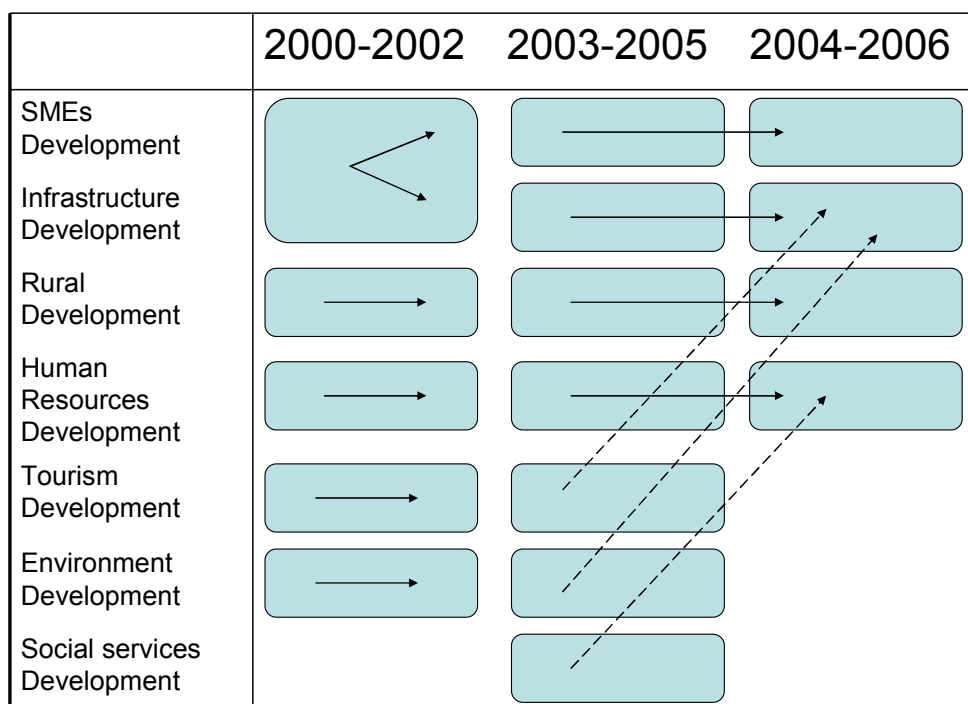 2000-2002 2003-2005 2004-2006
SMEs
Development
Infrastructure
Development
Rural
Development
Human
Resources
Development
Tourism
Development
Environment
Development
Social services
Development